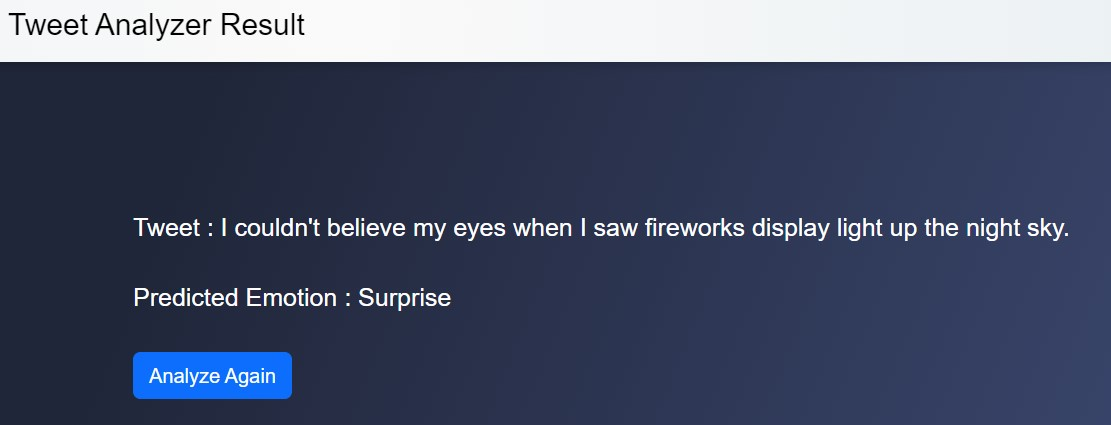 Tweet Analyzer Result
Tweet : I couldn't believe my eyes when I saw fireworks display light up the night sky.
Predicted Emotion : Surprise
Analyze Again